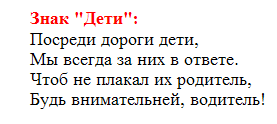 Знак "Дети":
Посреди дороги дети,
Мы всегда за них в ответе.
Чтоб не плакал их родитель,
Будь внимательней, водитель!